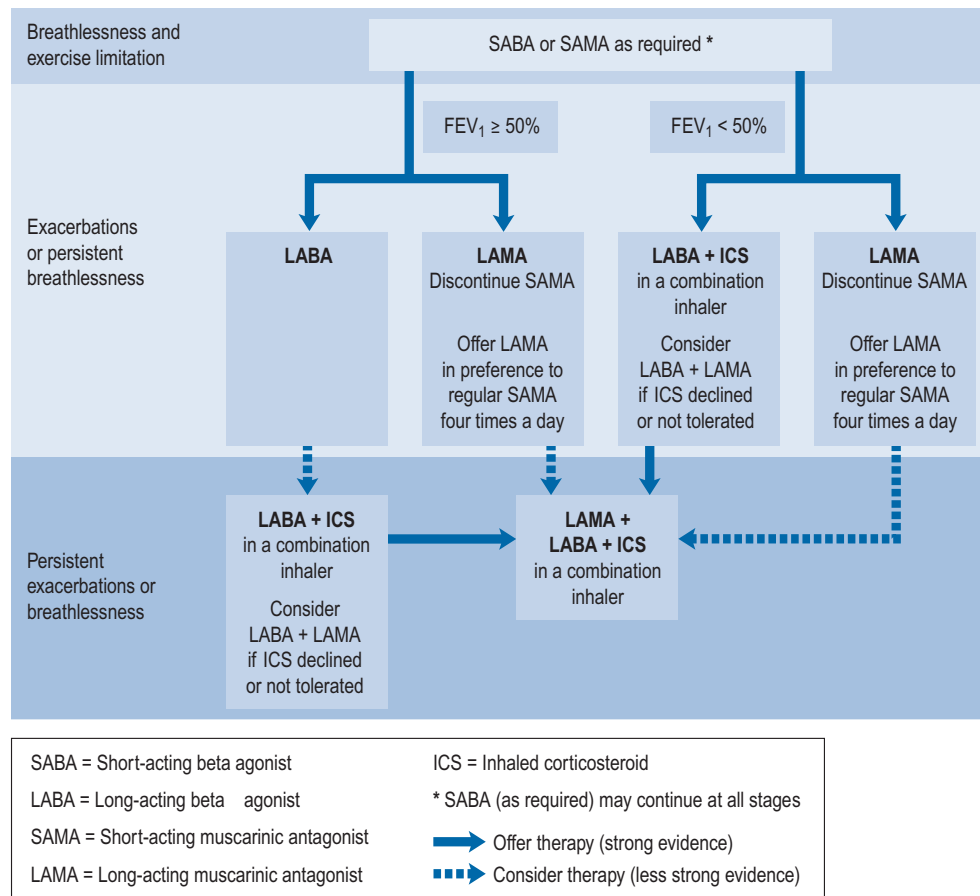 Breathlessness and
exercise limitation
SABA or SAMA as required *
FEV1 ≥ 50%
FEV1 < 50%
Exacerbations
or persistent
breathlessness
LABA
LAMA
Discontinue SAMA
Offer LAMA
in preference to
regular SAMA
four times a day
LABA + ICS
in a combination
inhaler
Consider
LABA + LAMA
if ICS declined
or not tolerated
LAMA
Discontinue SAMA
Offer LAMA
in preference to
regular SAMA
four times a day
Persistent
exacerbations or
breathlessness
LABA + ICS
in a combination
inhaler
Consider
LABA + LAMA
if ICS declined
or not tolerated
LAMA +
LABA + ICS
in a combination
inhaler
SABA = Short-acting beta agonist
LABA = Long-acting beta agonist
SAMA = Short-acting muscarinic antagonist
LAMA = Long-acting muscarinic antagonist
ICS = Inhaled corticosteroid
* SABA (as required) may continue at all stages
Offer therapy (strong evidence)
Consider therapy (less strong evidence)